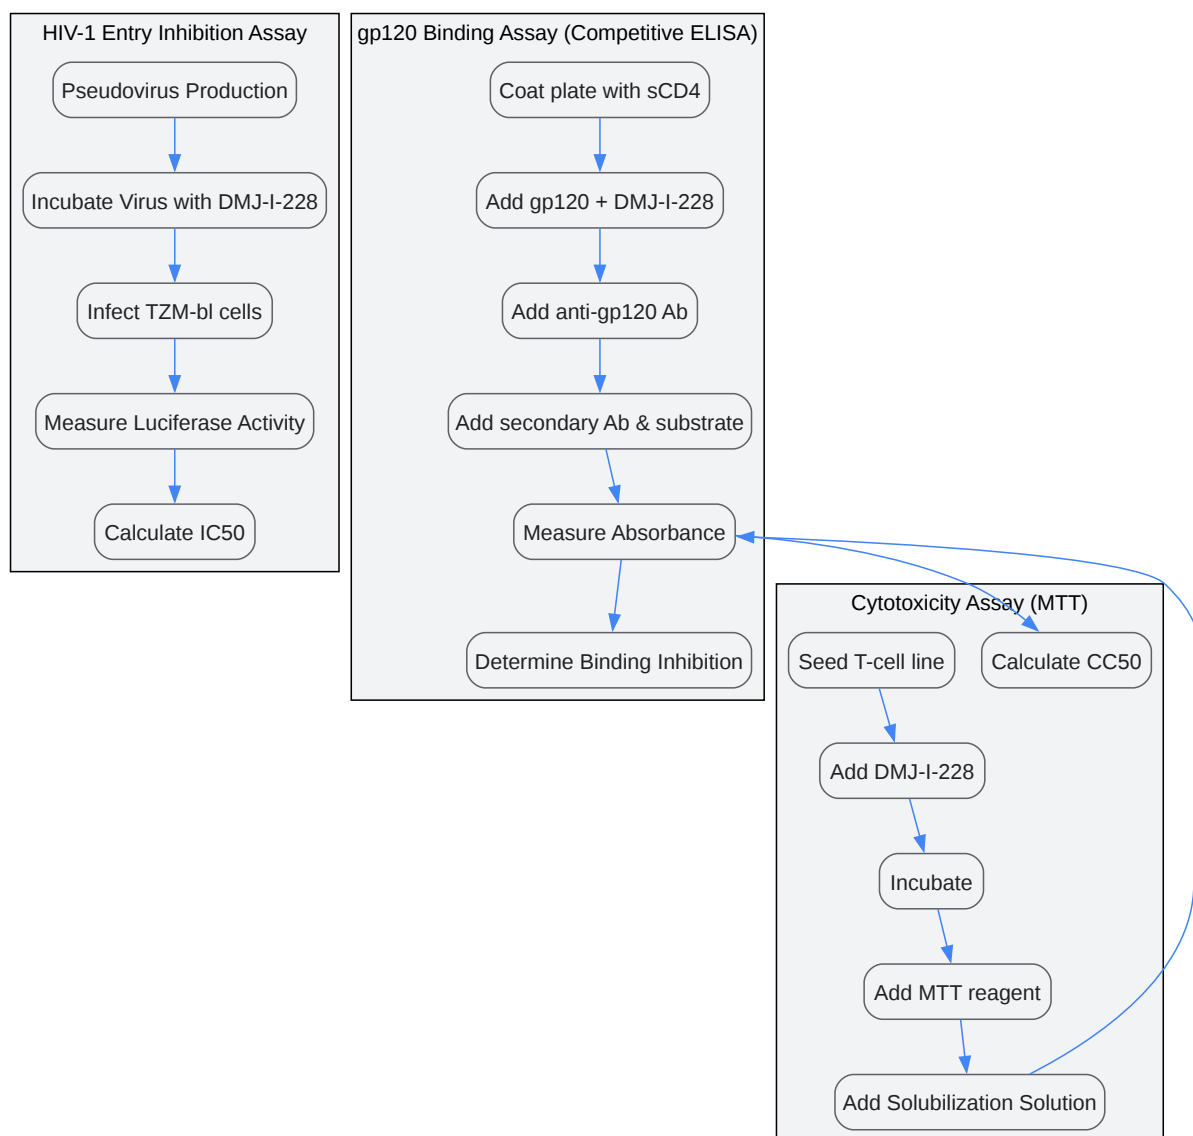 HIV-1 Entry Inhibition Assay
Pseudovirus Production
Incubate Virus with DMJ-I-228
Infect TZM-bl cells
Measure Luciferase Activity
Calculate IC50
gp120 Binding Assay (Competitive ELISA)
Coat plate with sCD4
Add gp120 + DMJ-I-228
Add anti-gp120 Ab
Add secondary Ab & substrate
Measure Absorbance
Determine Binding Inhibition
Cytotoxicity Assay (MTT)
Seed T-cell line
Calculate CC50
Add DMJ-I-228
Incubate
Add MTT reagent
Add Solubilization Solution